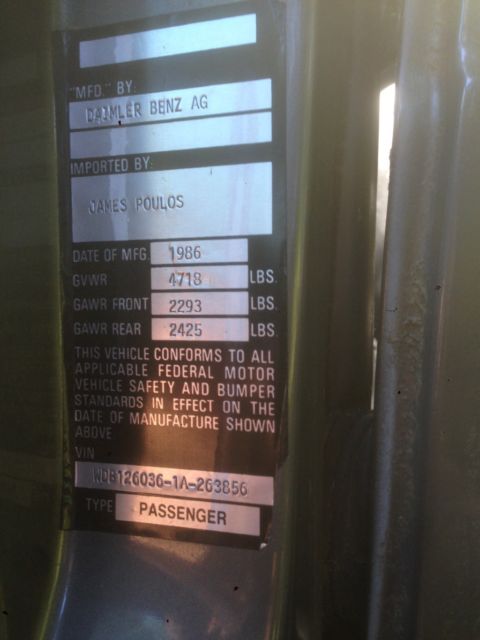 "MFD." BY:
DAIMLER BENZ AG
IMPORTED BY:
JAMES POULOS
DATE OF MFG. 1986
GVWR 4718 LBS.
GAWR FRONT 2293 LBS.
GAWR REAR 2425 LBS.
THIS VEHICLE CONFORMS TO ALL
APPLICABLE FEDERAL MOTOR
VEHICLE SAFETY AND BUMPER
STANDARDS IN EFFECT ON THE
DATE OF MANUFACTURE SHOWN
ABOVE
VIN
WDB126036-1A-263856
TYPE PASSENGER